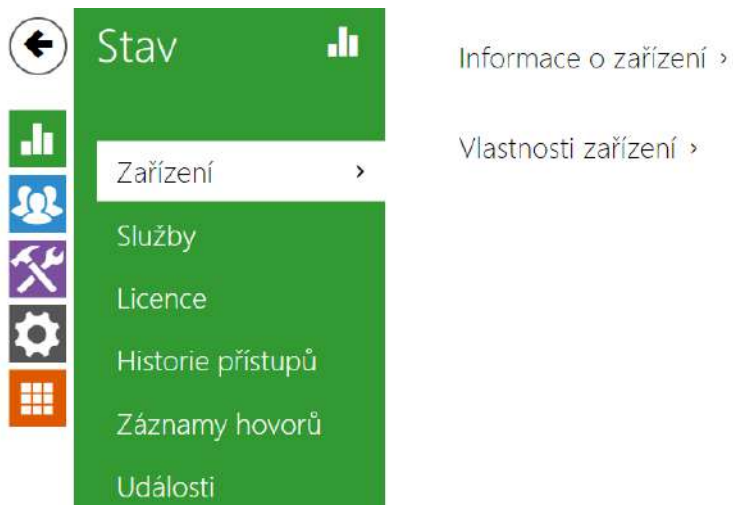 Stav
Zařízení
Služby
Licence
Historie přístupů
Záznamy hovorů
Události
Informace o zařízení ›
Vlastnosti zařízení ›